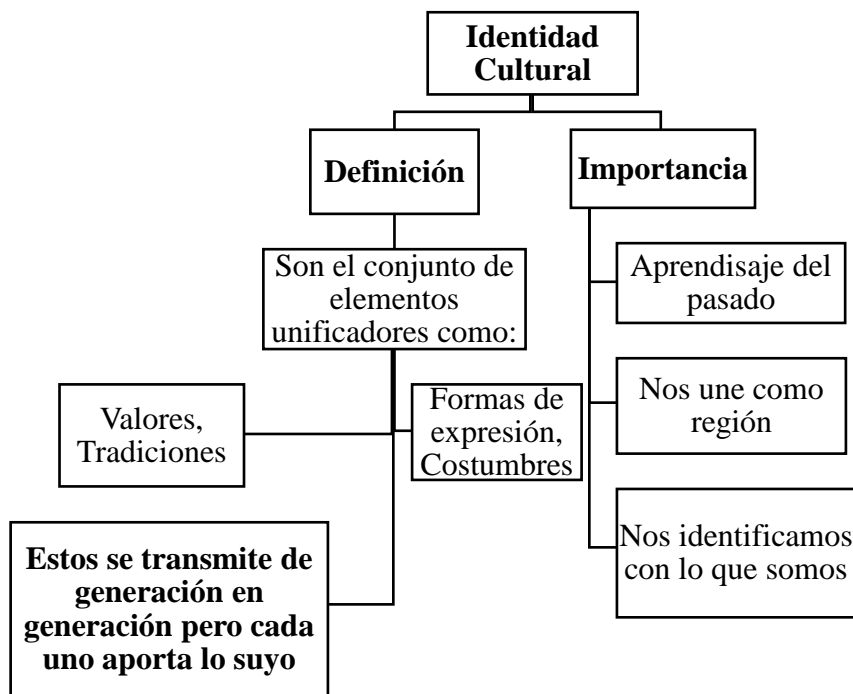 Identidad
Cultural
Definición
Importancia
Son el conjunto de
elementos
unificadores como:
Valores,
Tradiciones
Formas de
expresión,
Costumbres
Estos se transmite de
generación en
generación pero cada
uno aporta lo suyo
Aprendisaje del
pasado
Nos une como
región
Nos identificamos
con lo que somos